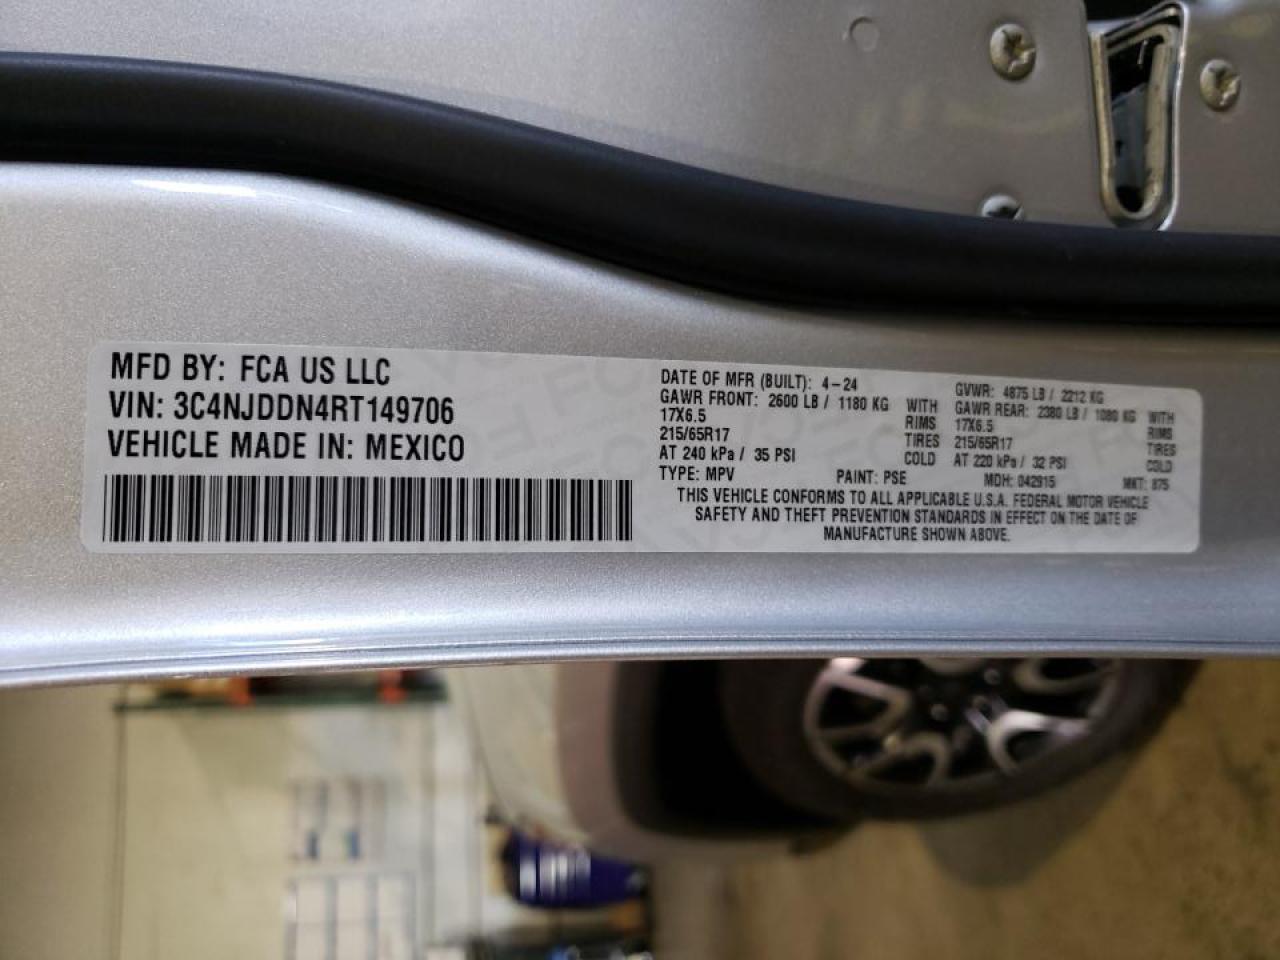 MFD BY: FCA US LLC
VIN: 3C4NJDDN4RT149706
VEHICLE MADE IN: MEXICO
DATE OF MFR (BUILT): 4-24 GVWR: 4875 LB / 2212 KG
GAWR FRONT: 2600 LB / 1180 KG WITH GAWR REAR: 2380 LB / 1080 KG WITH
17X6.5 RIMS 17X6.5 RIMS
215/65R17 TIRES 215/65R17 TIRES
AT 240 kPa / 35 PSI COLD AT 220 kPa / 32 PSI COLD
TYPE: MPV PAINT: PSE MDH: 042915 MKT: 875
THIS VEHICLE CONFORMS TO ALL APPLICABLE U.S.A. FEDERAL MOTOR VEHICLE
SAFETY AND THEFT PREVENTION STANDARDS IN EFFECT ON THE DATE OF
MANUFACTURE SHOWN ABOVE.